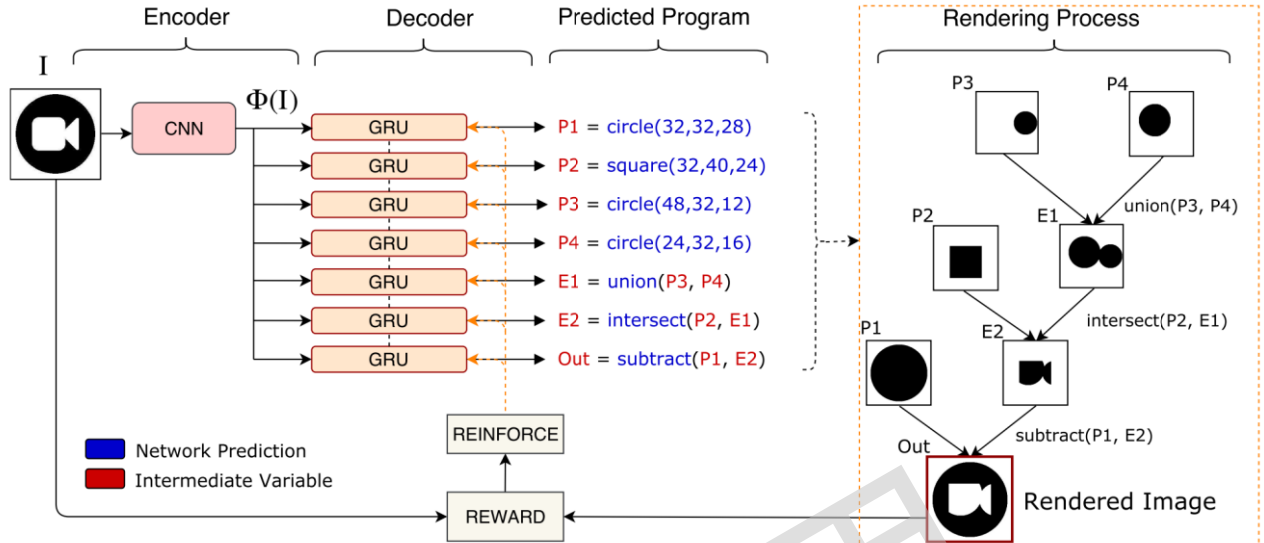 Encoder
Decoder
Predicted Program
Rendering Process
I
CNN
Φ(I)
GRU
GRU
GRU
GRU
GRU
GRU
GRU
P1 = circle(32,32,28)
P2 = square(32,40,24)
P3 = circle(48,32,12)
P4 = circle(24,32,16)
E1 = union(P3, P4)
E2 = intersect(P2, E1)
Out = subtract(P1, E2)
P3
P4
union(P3, P4)
P2
E1
intersect(P2, E1)
P1
E2
subtract(P1, E2)
Out
Rendered Image
REINFORCE
REWARD
Network Prediction
Intermediate Variable